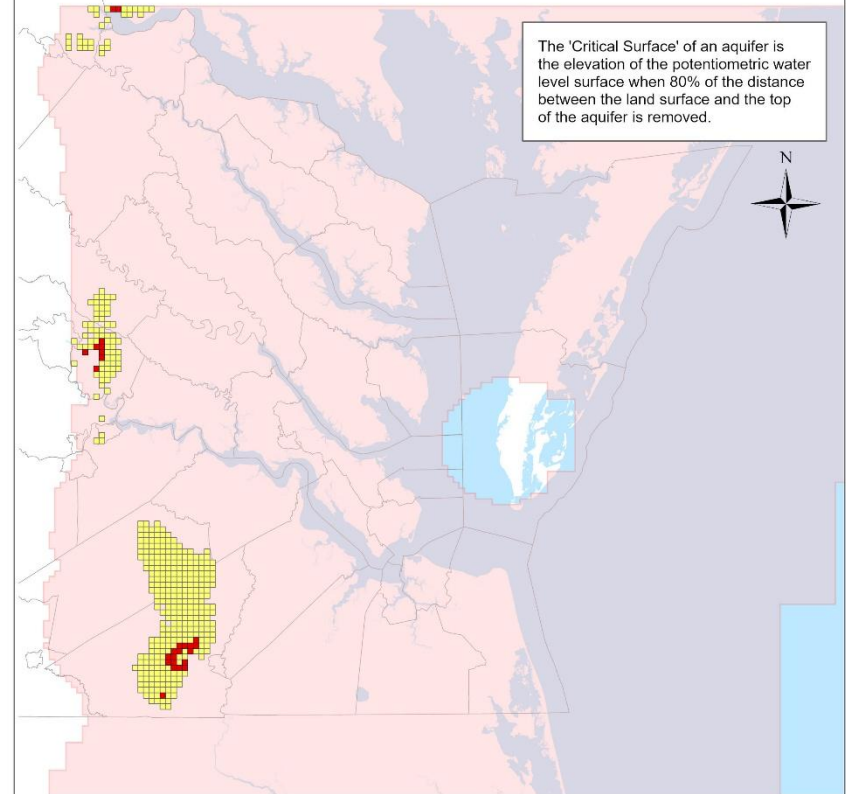 The 'Critical Surface' of an aquifer is
the elevation of the potentiometric water
level surface when 80% of the distance
between the land surface and the top
of the aquifer is removed.
N